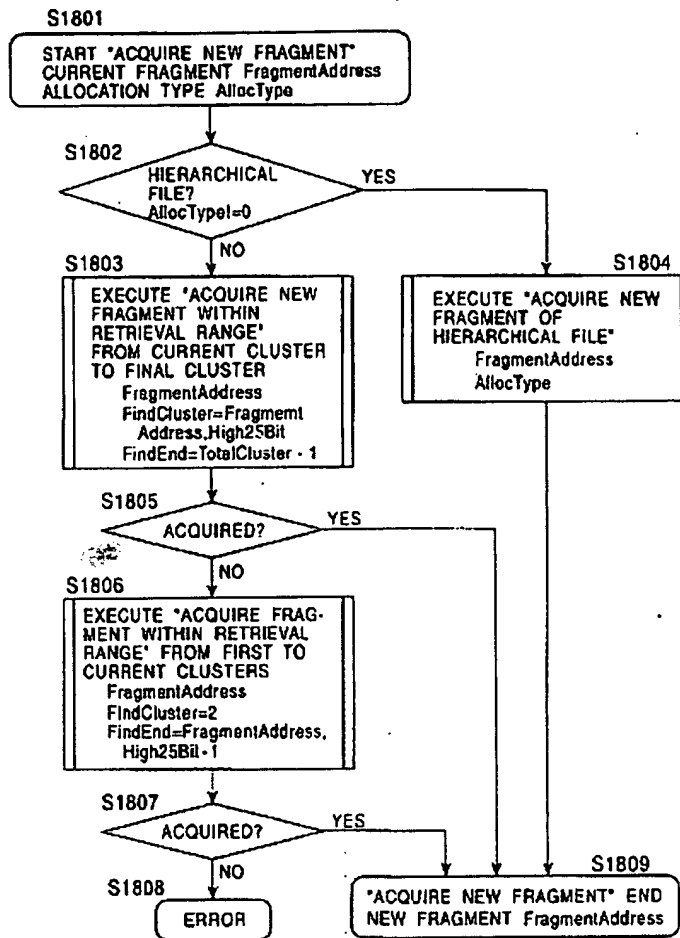 S1801
START "ACQUIRE NEW FRAGMENT"
CURRENT FRAGMENT FragmentAddress
ALLOCATION TYPE AllocType
S1802
HIERARCHICAL
FILE?
AllocType!=0
YES
NO
S1803
EXECUTE "ACQUIRE NEW
FRAGMENT WITHIN
RETRIEVAL RANGE"
FROM CURRENT CLUSTER
TO FINAL CLUSTER
FragmentAddress
FindCluster=Fragmemt
Address,High25Bit
FindEnd=TotalCluster - 1
S1804
EXECUTE "ACQUIRE NEW
FRAGMENT OF
HIERARCHICAL FILE"
FragmentAddress
AllocType
S1805
ACQUIRED?
YES
NO
S1806
EXECUTE "ACQUIRE FRAG-
MENT WITHIN RETRIEVAL
RANGE" FROM FIRST TO
CURRENT CLUSTERS
FragmentAddress
FindCluster=2
FindEnd=FragmentAddress,
High25Bit-1
S1807
ACQUIRED?
YES
NO
S1808
ERROR
S1809
"ACQUIRE NEW FRAGMENT" END
NEW FRAGMENT FragmentAddress